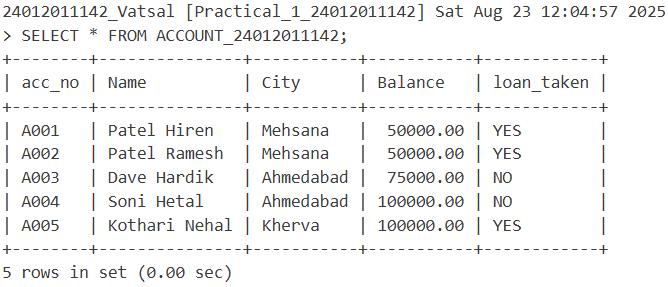 24012011142_Vatsal [Practical_1_24012011142] Sat Aug 23 12:04:57 2025
> SELECT * FROM ACCOUNT_24012011142;
+--------+---------------+-----------+-----------+------------+
| acc_no | Name          | City      | Balance   | loan_taken |
+--------+---------------+-----------+-----------+------------+
| A001   | Patel Hiren   | Mehsana   |  50000.00 | YES        |
| A002   | Patel Ramesh  | Mehsana   |  50000.00 | YES        |
| A003   | Dave Hardik   | Ahmedabad |  75000.00 | NO         |
| A004   | Soni Hetal    | Ahmedabad | 100000.00 | NO         |
| A005   | Kothari Nehal | Kherva    | 100000.00 | YES        |
+--------+---------------+-----------+-----------+------------+
5 rows in set (0.00 sec)